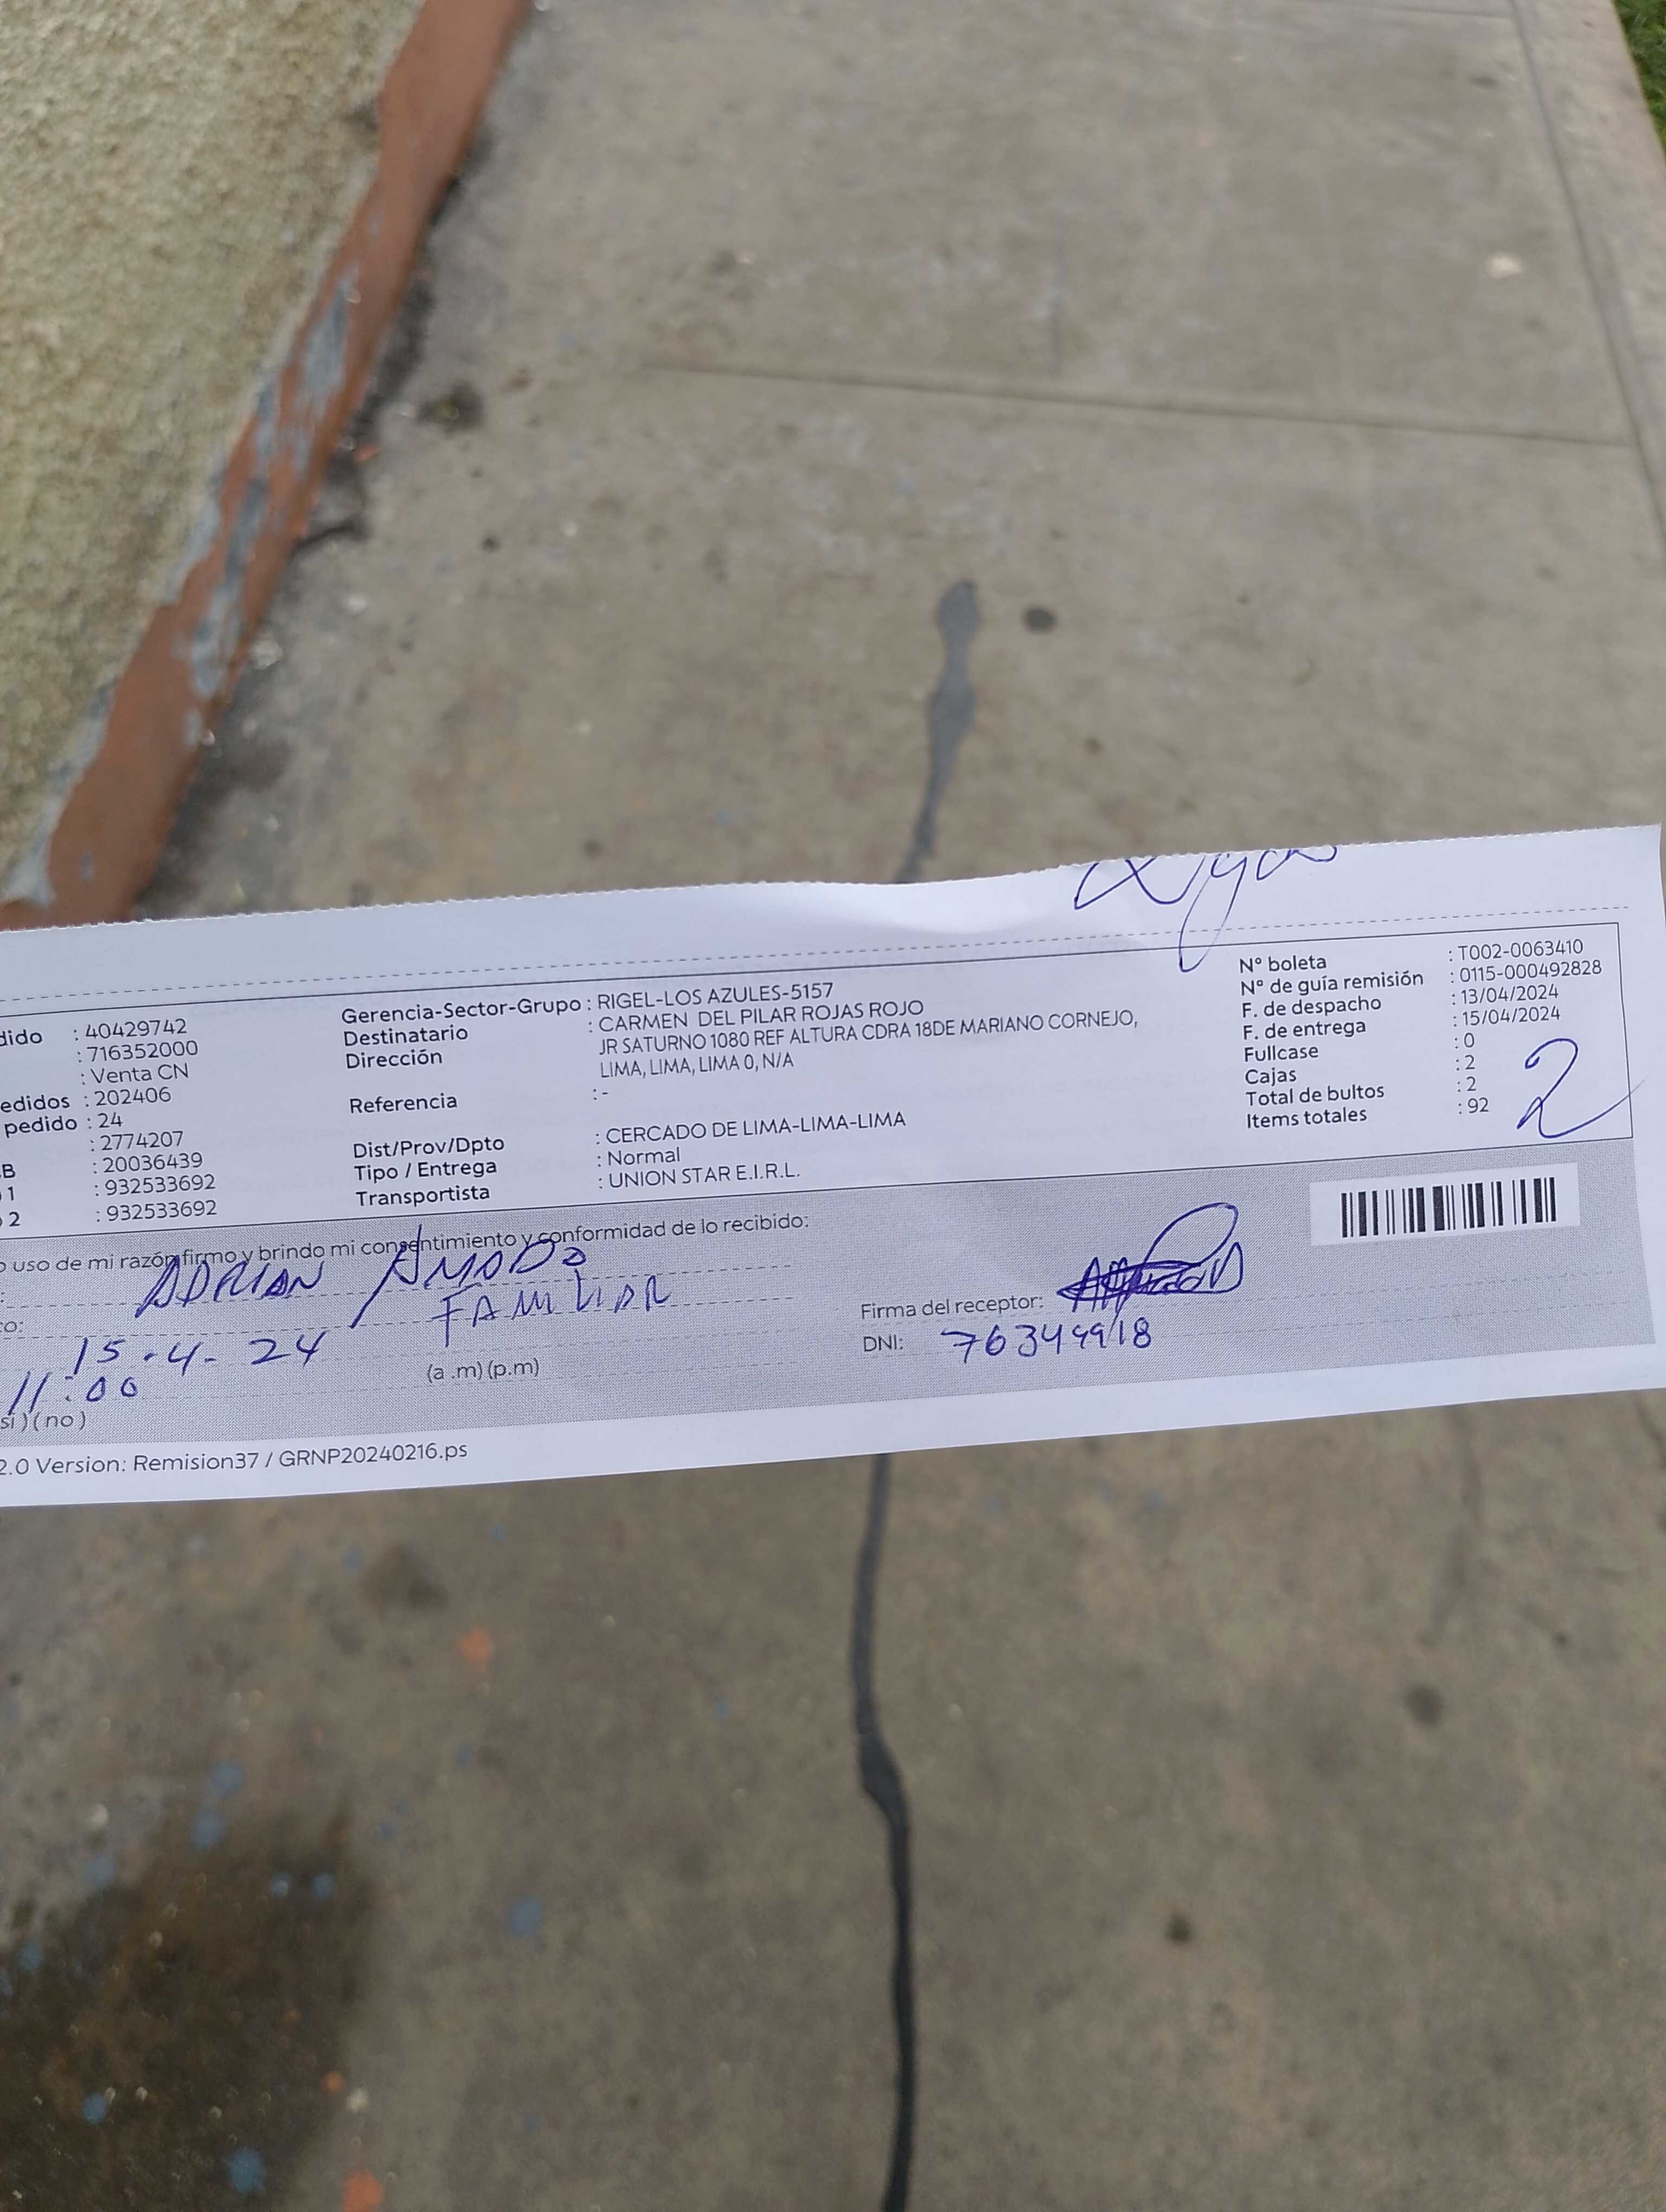 dido : 40429742
: 716352000
: Venta CN
edidos : 202406
pedido : 24
: 2774207
B : 20036439
1 : 932533692
2 : 932533692
Gerencia-Sector-Grupo : RIGEL-LOS AZULES-5157
Destinatario : CARMEN DEL PILAR ROJAS ROJO
Dirección JR SATURNO 1080 REF ALTURA CDRA 18DE MARIANO CORNEJO,
LIMA, LIMA, LIMA 0, N/A
Referencia :-
Dist/Prov/Dpto : CERCADO DE LIMA-LIMA-LIMA
Tipo / Entrega : Normal
Transportista : UNION STAR E.I.R.L.
N° boleta : T002-0063410
N° de guía remisión : 0115-000492828
F. de despacho : 13/04/2024
F. de entrega : 15/04/2024
Fullcase : 0
Cajas : 2
Total de bultos : 2
Items totales : 92
2
o uso de mi razón firmo y brindo mi consentimiento y conformidad de lo recibido:
: ADRIAN AMADO
co: FAMILIAR
15-4-24
11:00 (a .m) (p.m)
si ) ( no )
Firma del receptor:
DNI: 76349918
2.0 Version: Remision37 / GRNP20240216.ps